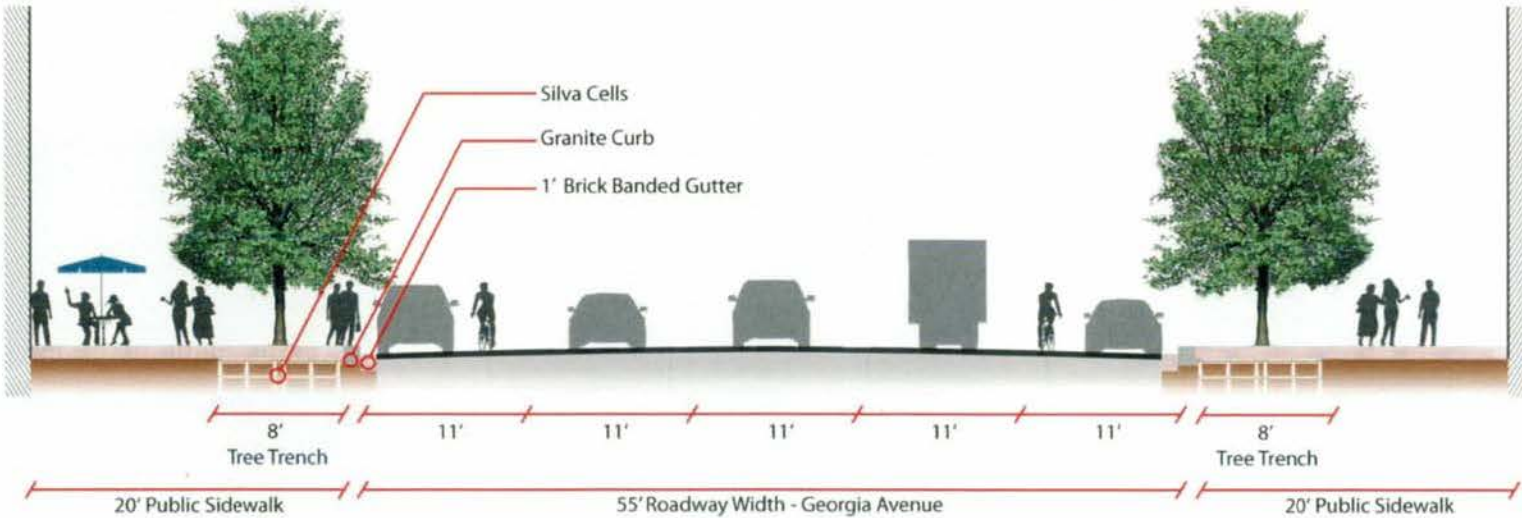 Silva Cells
Granite Curb
1' Brick Banded Gutter
8' 11' 11' 11' 11' 11' 8'
Tree Trench Tree Trench
20' Public Sidewalk 55' Roadway Width - Georgia Avenue 20' Public Sidewalk